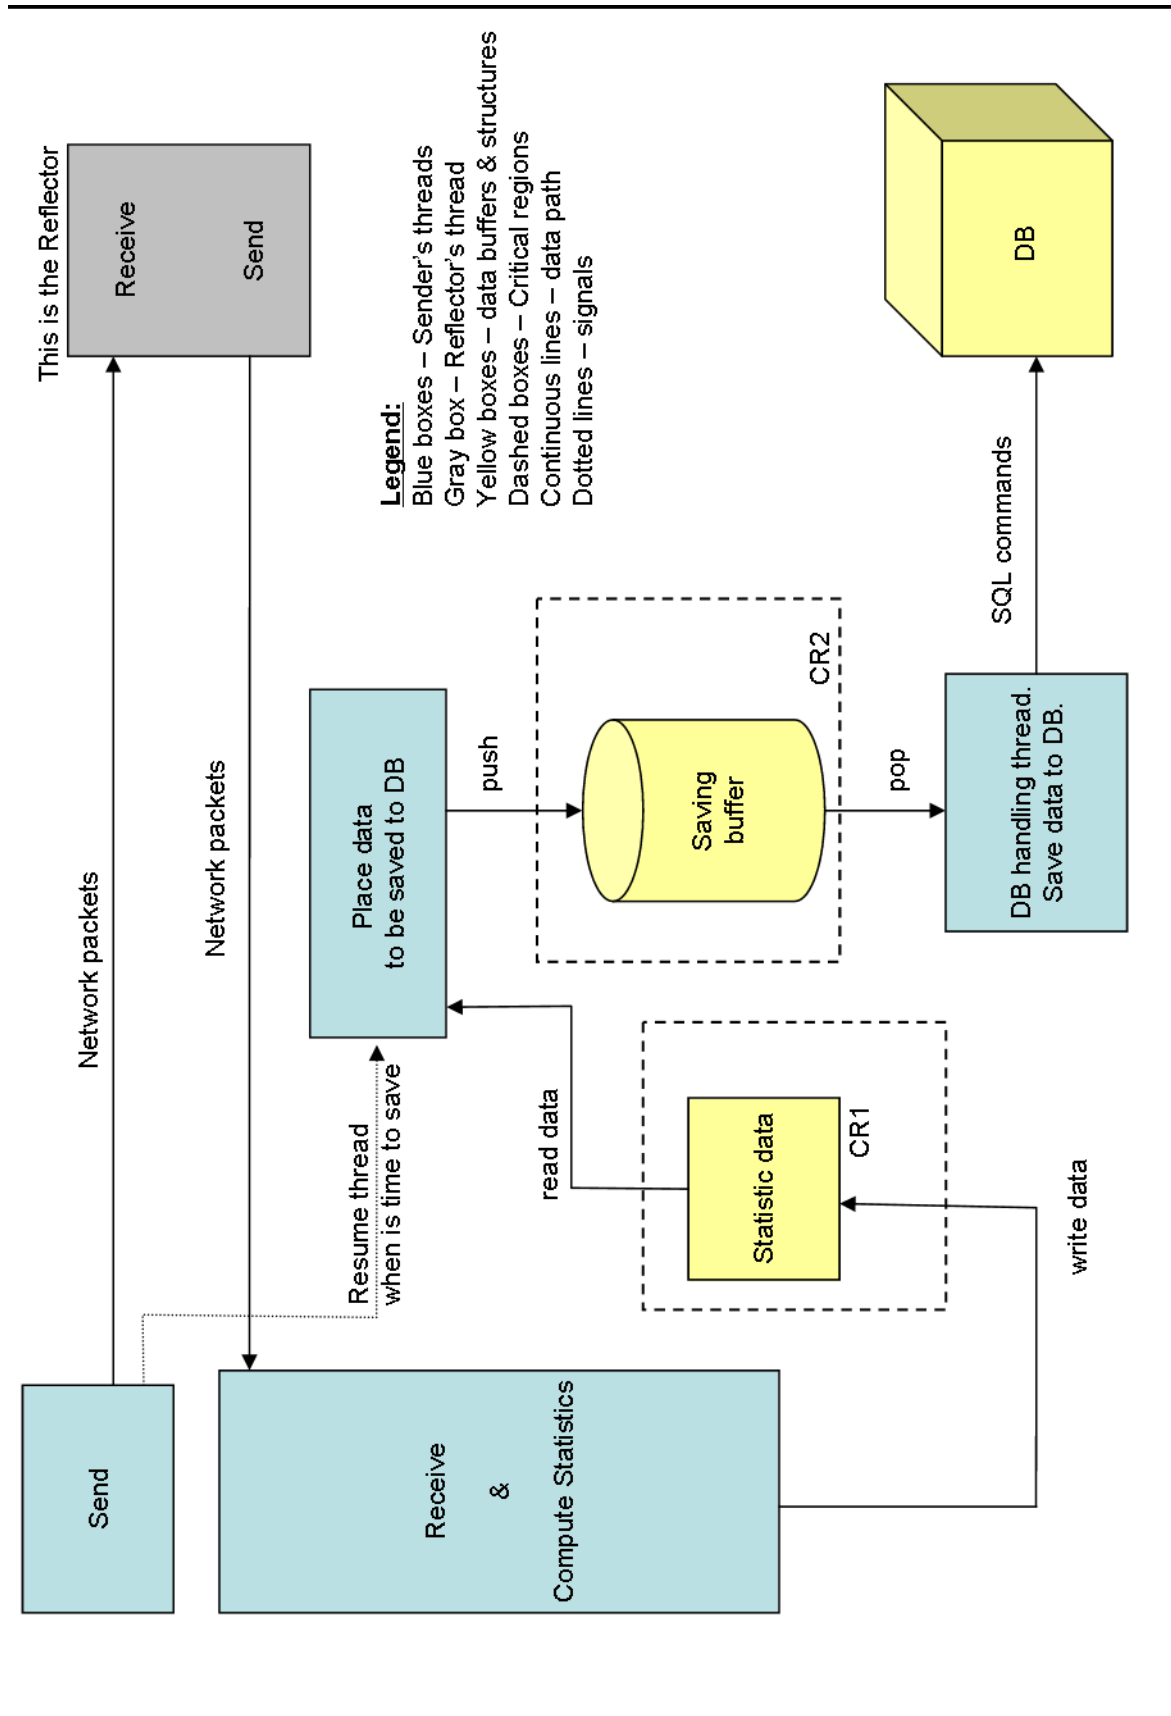 This is the Reflector
Send
Network packets
Receive
Send
Network packets
Receive
&
Compute Statistics
Resume thread
when is time to save
Place data
to be saved to DB
Legend:
Blue boxes – Sender's threads
Gray box – Reflector's thread
Yellow boxes – data buffers & structures
Dashed boxes – Critical regions
Continuous lines – data path
Dotted lines – signals
push
read data
Statistic data
CR1
Saving
buffer
CR2
pop
write data
DB handling thread.
Save data to DB.
SQL commands
DB